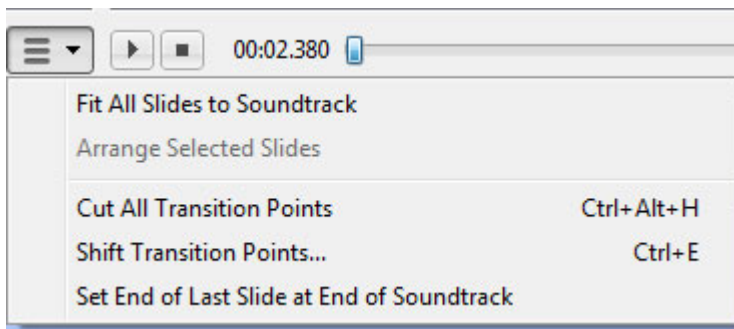 00:02.380
Fit All Slides to Soundtrack
Arrange Selected Slides
Cut All Transition Points Ctrl+Alt+H
Shift Transition Points... Ctrl+E
Set End of Last Slide at End of Soundtrack